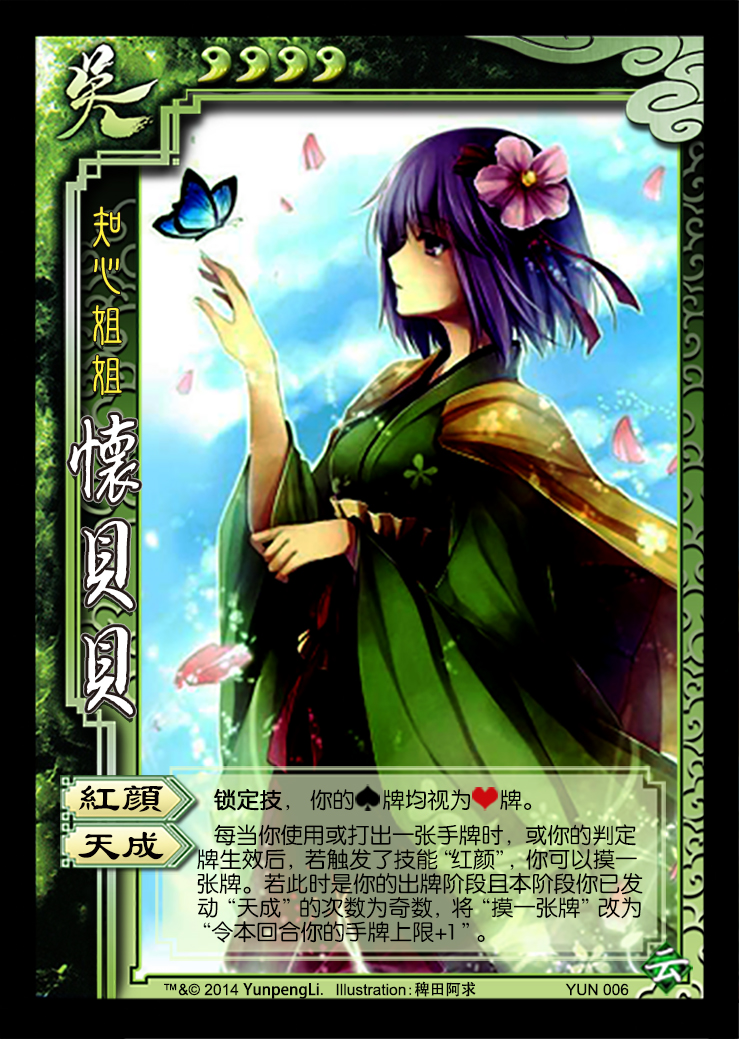 吴
知心姐姐
懷貝貝
紅顔
锁定技，你的♠牌均视为♥牌。
天成
每当你使用或打出一张手牌时，或你的判定
牌生效后，若触发了技能“红颜”，你可以摸一
张牌。若此时是你的出牌阶段且本阶段你已发
动“天成”的次数为奇数，将“摸一张牌”改为
“令本回合你的手牌上限+1”。
云
™&© 2014 YunpengLi. Illustration：稗田阿求
YUN 006